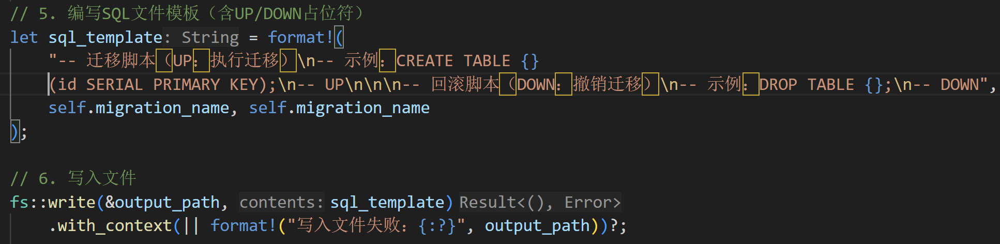 // 5. 编写SQL文件模板（含UP/DOWN占位符）
let sql_template: String = format!(
    "-- 迁移脚本（UP：执行迁移）\n-- 示例：CREATE TABLE {}
    (id SERIAL PRIMARY KEY);\n-- UP\n\n\n-- 回滚脚本（DOWN：撤销迁移）\n-- 示例：DROP TABLE {};\n-- DOWN",
    self.migration_name, self.migration_name
);
// 6. 写入文件
fs::write(&output_path, contents: sql_template) Result<(), Error>
    .with_context(|| format!("写入文件失败：{:?}", output_path))?;